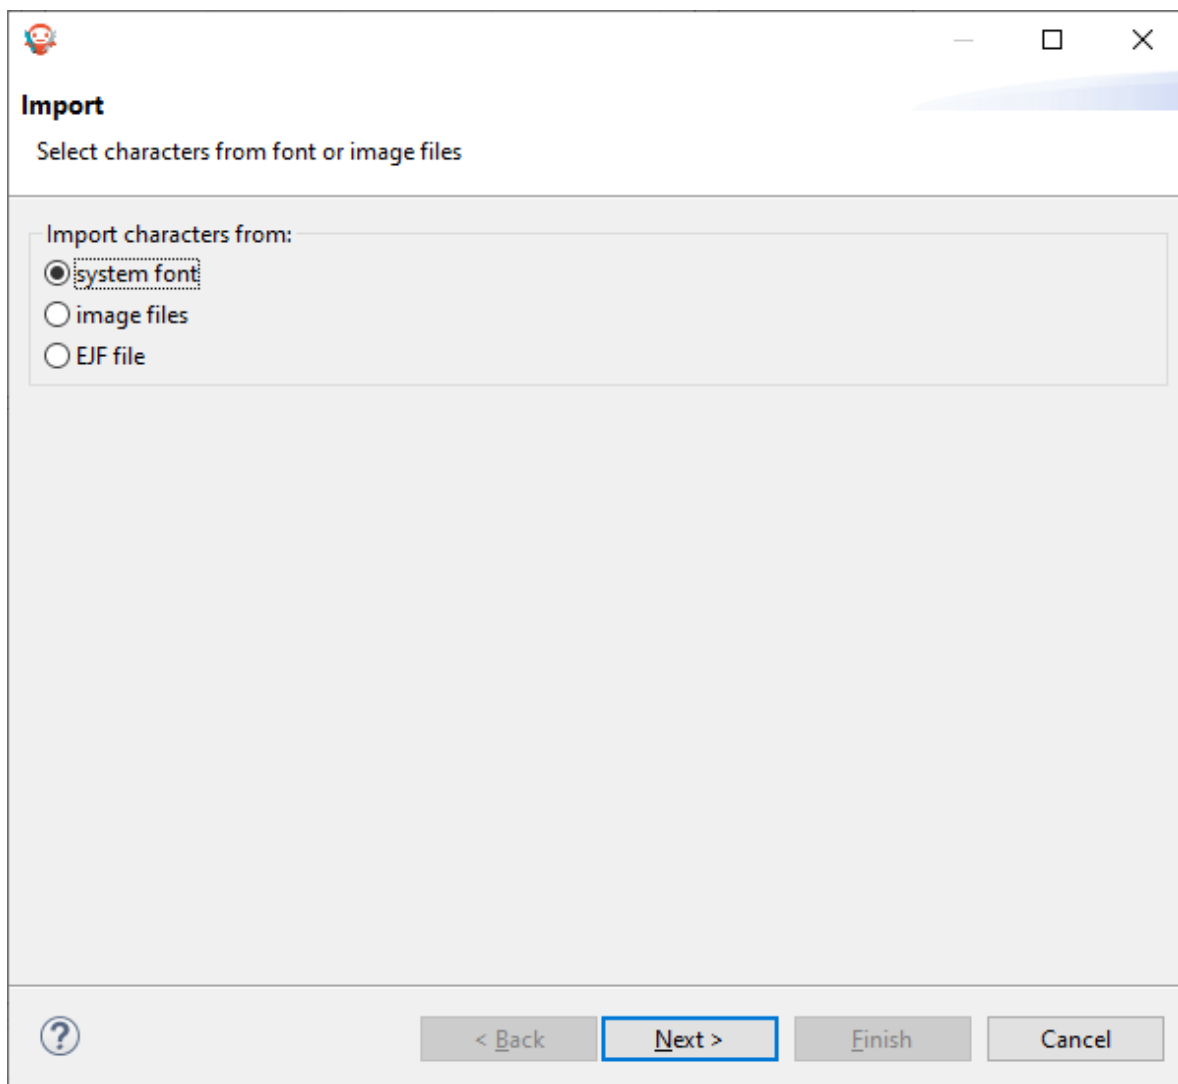 Import
Select characters from font or image files
Import characters from:
system font
image files
EJF file
?
< Back
Next >
Finish
Cancel